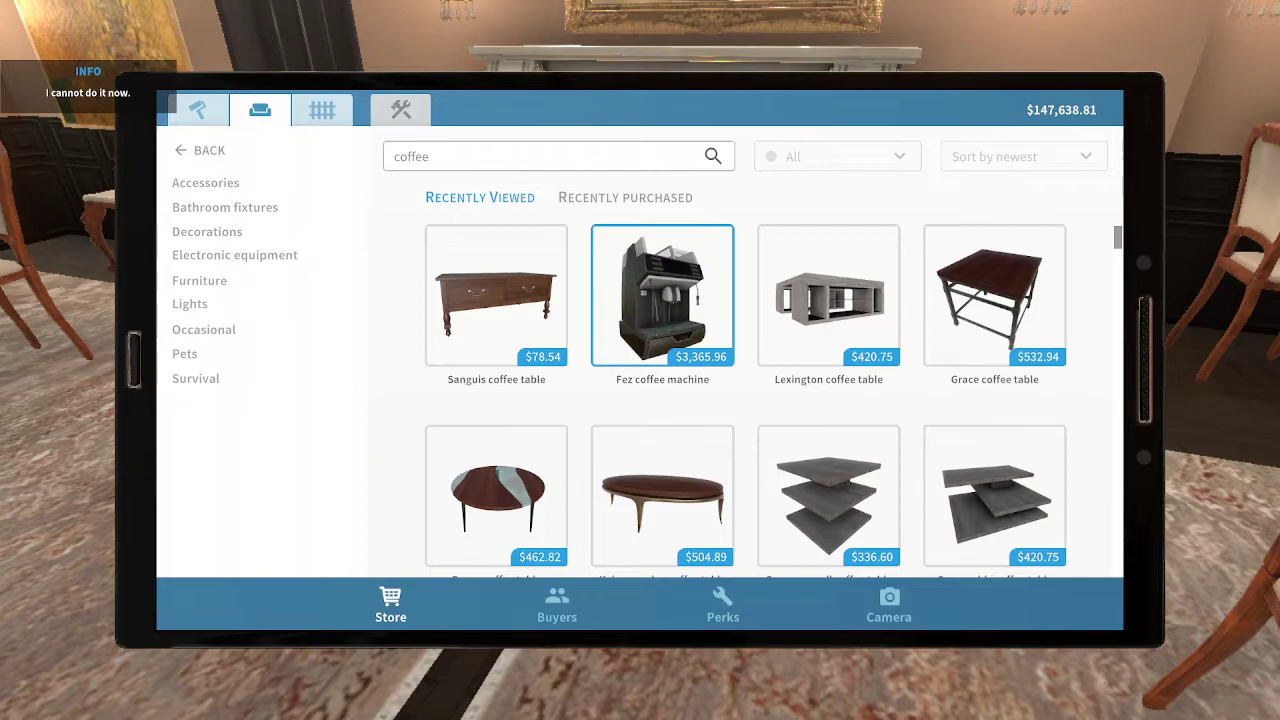 INFO
I cannot do it now.
$147,638.81
BACK
coffee
All
Sort by newest
Accessories
Bathroom fixtures
Decorations
Electronic equipment
Furniture
Lights
Occasional
Pets
Survival
RECENTLY VIEWED
RECENTLY PURCHASED
$78.54
$3,365.96
$420.75
$532.94
Sanguis coffee table
Fez coffee machine
Lexington coffee table
Grace coffee table
$462.82
$504.89
$336.60
$420.75
Store
Buyers
Perks
Camera